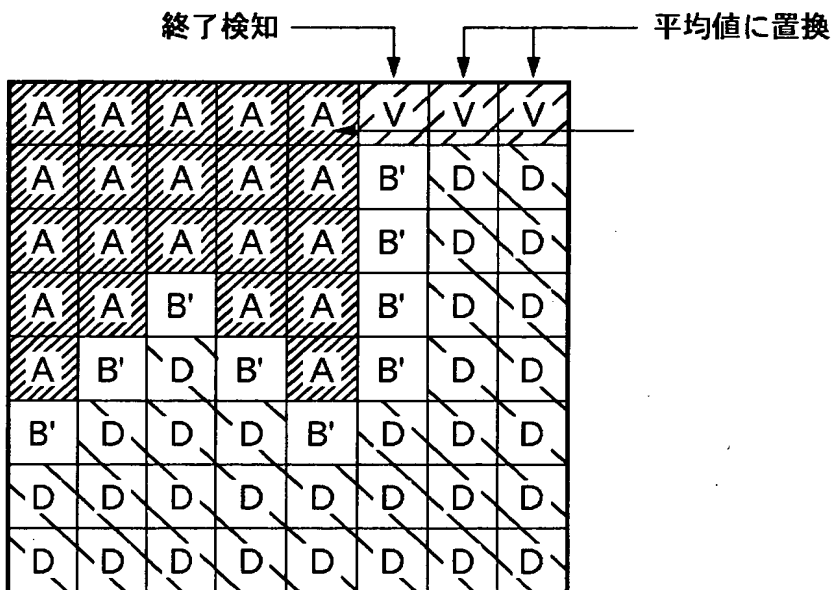 終了検知 平均値に置換
A A A A A V V V
A A A A A B' D D
A A A A A B' D D
A A B' A A B' D D
A B' D B' A B' D D
B' D D D B' D D D
D D D D D D D D
D D D D D D D D